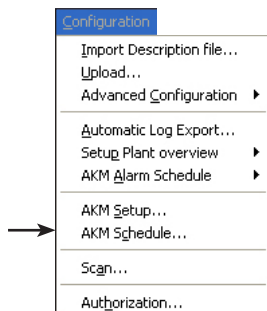 Configuration
Import Description file...
Upload...
Advanced Configuration
Automatic Log Export...
Setup Plant overview
AKM Alarm Schedule
AKM Setup...
AKM Schedule...
Scan...
Authorization...